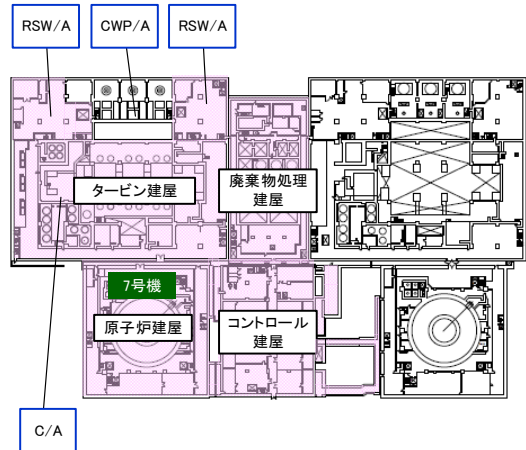 RSW/A
CWP/A
RSW/A
タービン建屋
廃棄物処理
建屋
7号機
原子炉建屋
コントロール
建屋
C/A